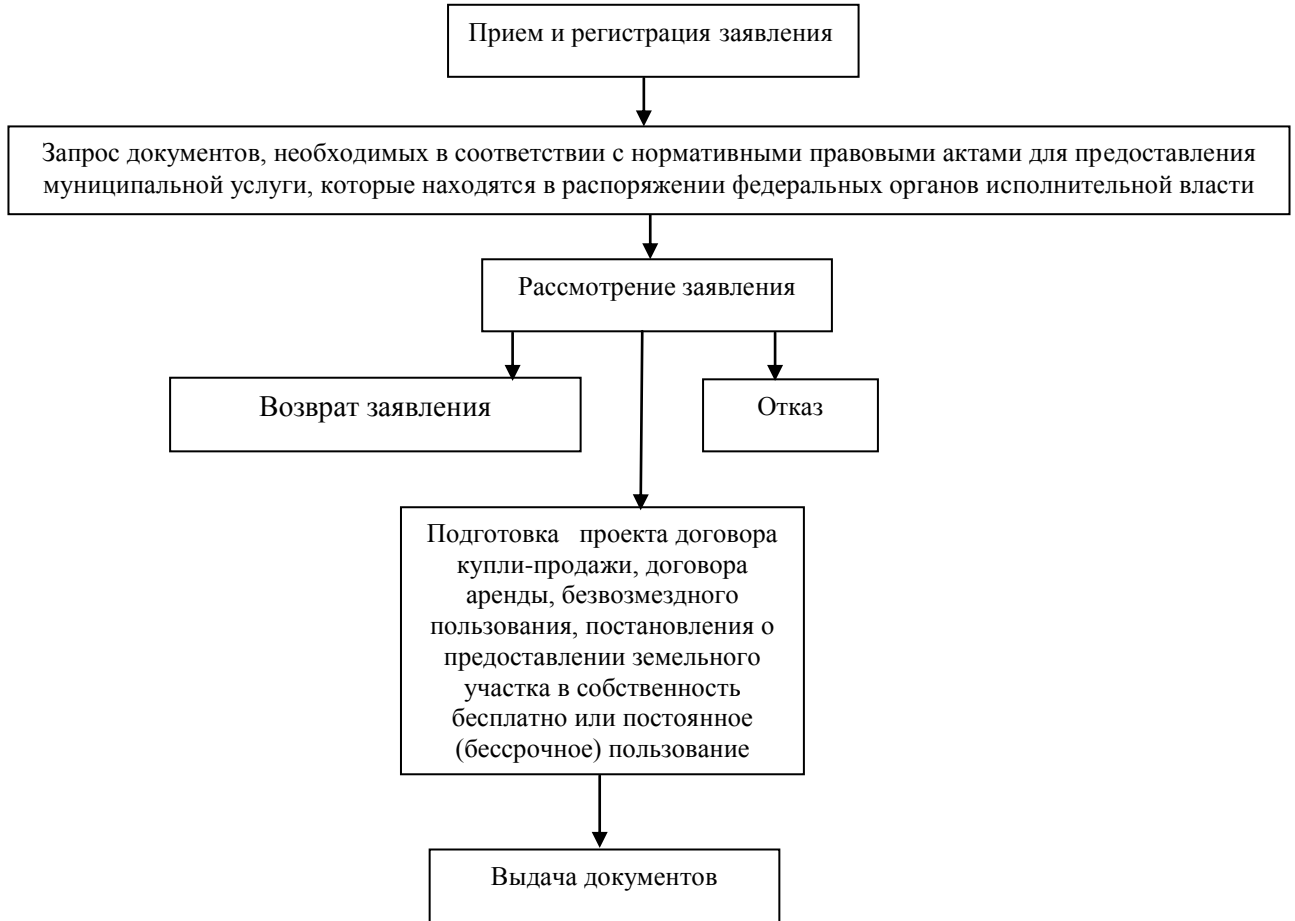 Прием и регистрация заявления
Запрос документов, необходимых в соответствии с нормативными правовыми актами для предоставления
муниципальной услуги, которые находятся в распоряжении федеральных органов исполнительной власти
Рассмотрение заявления
Возврат заявления
Отказ
Подготовка проекта договора
купли-продажи, договора
аренды, безвозмездного
пользования, постановления о
предоставлении земельного
участка в собственность
бесплатно или постоянное
(бессрочное) пользование
Выдача документов